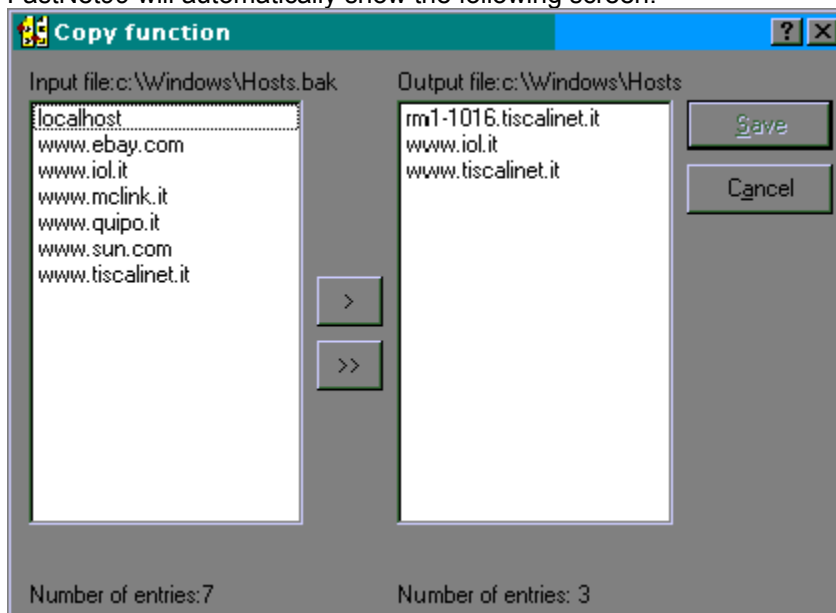 FastNet99 will automatically show the following screen:
Copy function
Input file:c:\Windows\Hosts.bak
localhost
www.ebay.com
www.iol.it
www.mclink.it
www.quipo.it
www.sun.com
www.tiscalinet.it
Number of entries:7
>
>>
Output file:c:\Windows\Hosts
rm1-1016.tiscalinet.it
www.iol.it
www.tiscalinet.it
Number of entries: 3
Save
Cancel